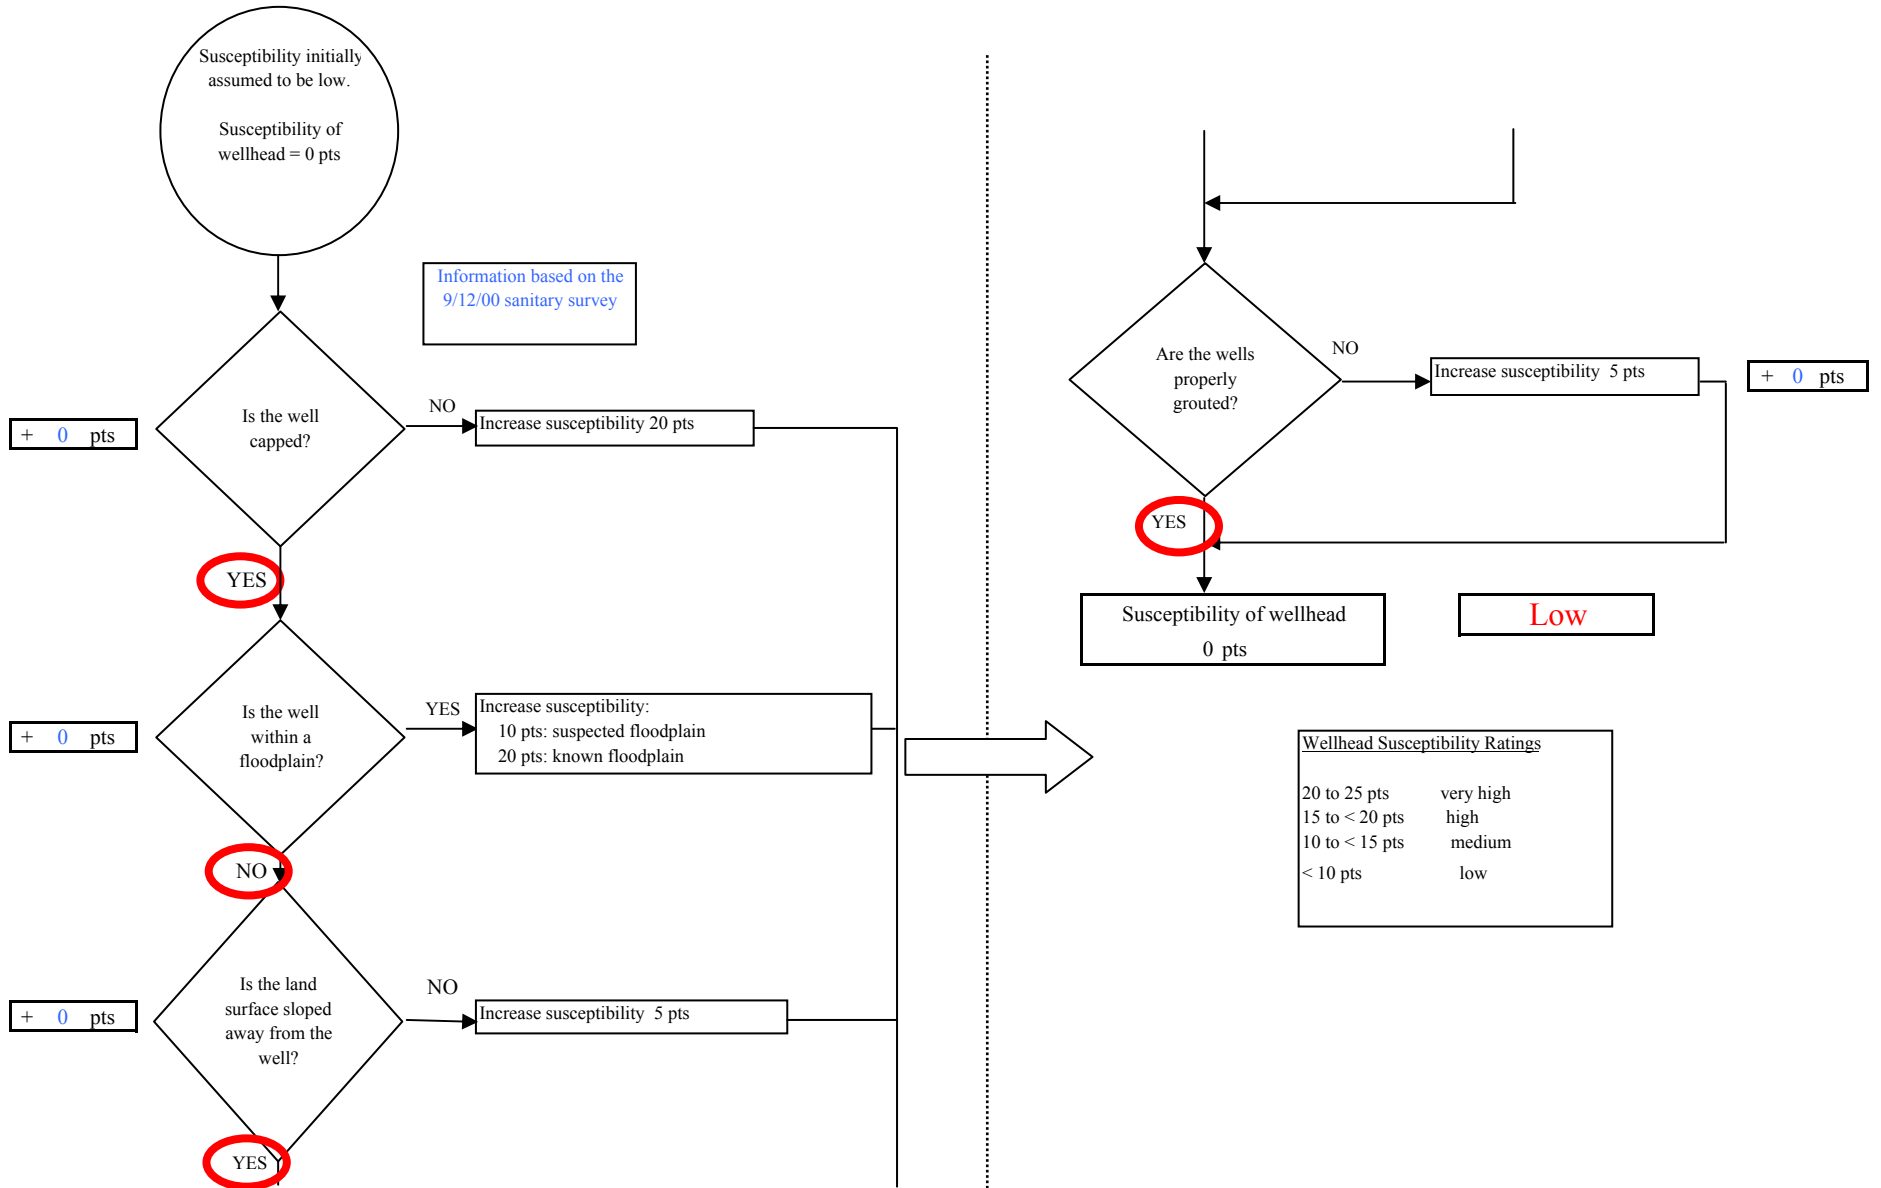 Susceptibility initially
assumed to be low.
Susceptibility of
wellhead = 0 pts
Information based on the
9/12/00 sanitary survey
+ 0 pts
Is the well
capped?
NO
Increase susceptibility 20 pts
YES
+ 0 pts
Is the well
within a
floodplain?
YES
Increase susceptibility:
10 pts: suspected floodplain
20 pts: known floodplain
NO
+ 0 pts
Is the land
surface sloped
away from the
well?
NO
Increase susceptibility 5 pts
YES
Are the wells
properly
grouted?
NO
Increase susceptibility 5 pts
+ 0 pts
YES
Susceptibility of wellhead
0 pts
Low
Wellhead Susceptibility Ratings
20 to 25 pts very high
15 to < 20 pts high
10 to < 15 pts medium
< 10 pts low